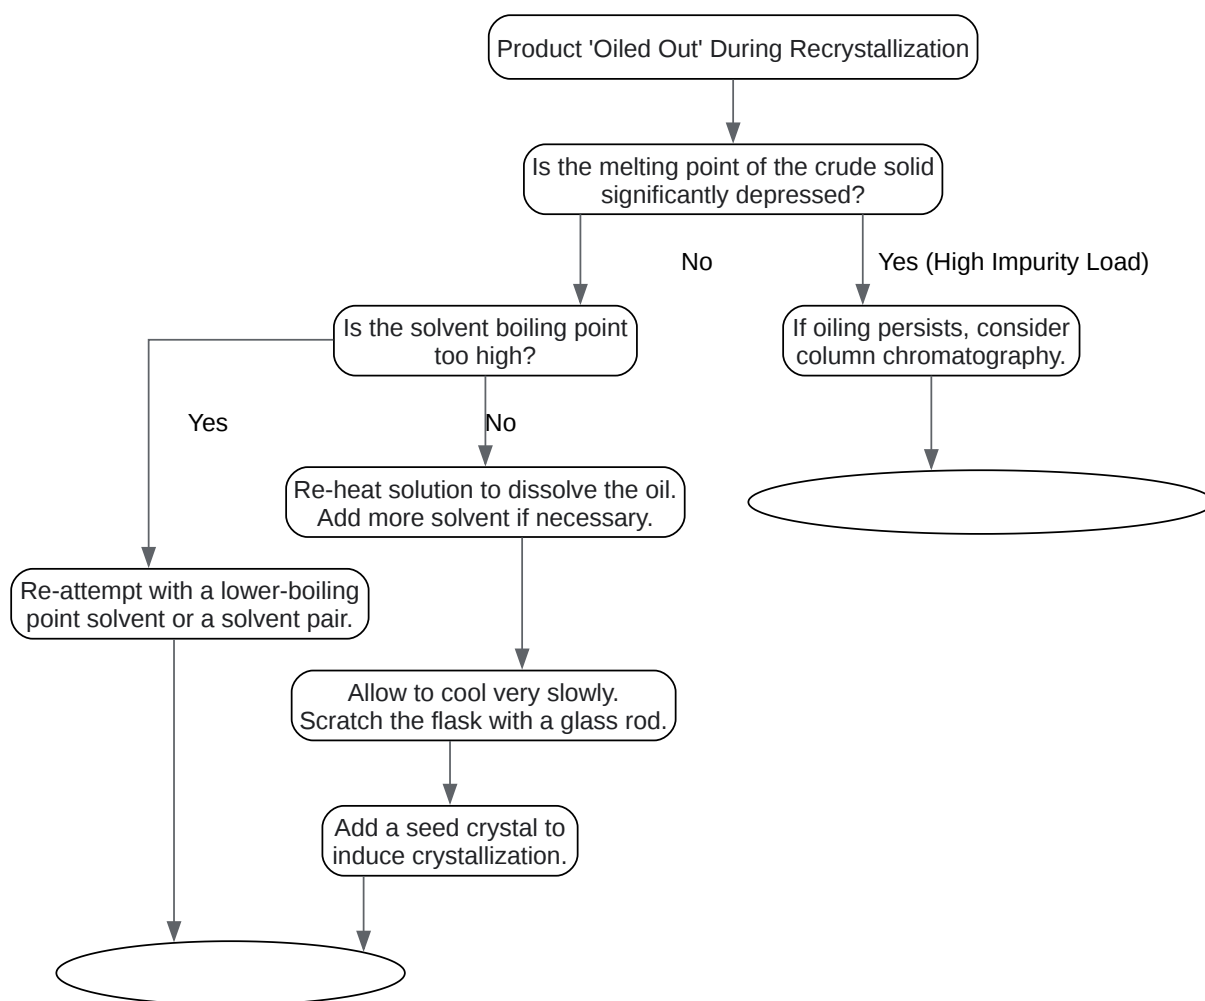 Product 'Oiled Out' During Recrystallization
Is the melting point of the crude solid
significantly depressed?
No
Yes (High Impurity Load)
Is the solvent boiling point
too high?
If oiling persists, consider
column chromatography.
Yes
No
Re-heat solution to dissolve the oil.
Add more solvent if necessary.
Re-attempt with a lower-boiling
point solvent or a solvent pair.
Allow to cool very slowly.
Scratch the flask with a glass rod.
Add a seed crystal to
induce crystallization.